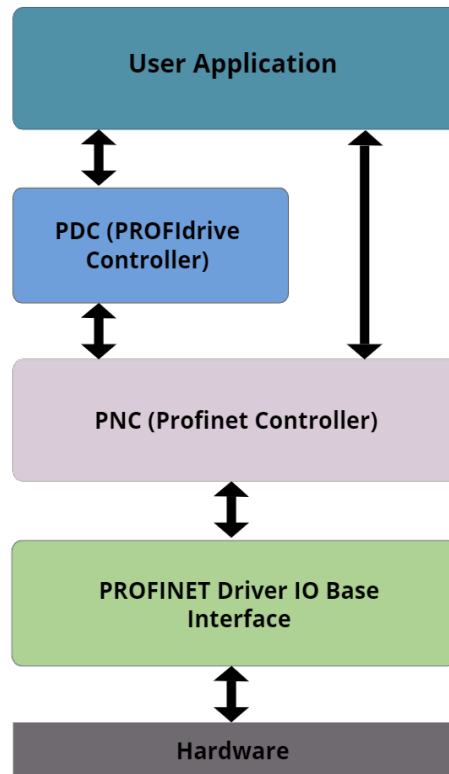 User Application
PDC (PROFIdrive
Controller)
PNC (Profinet Controller)
PROFINET Driver IO Base
Interface
Hardware